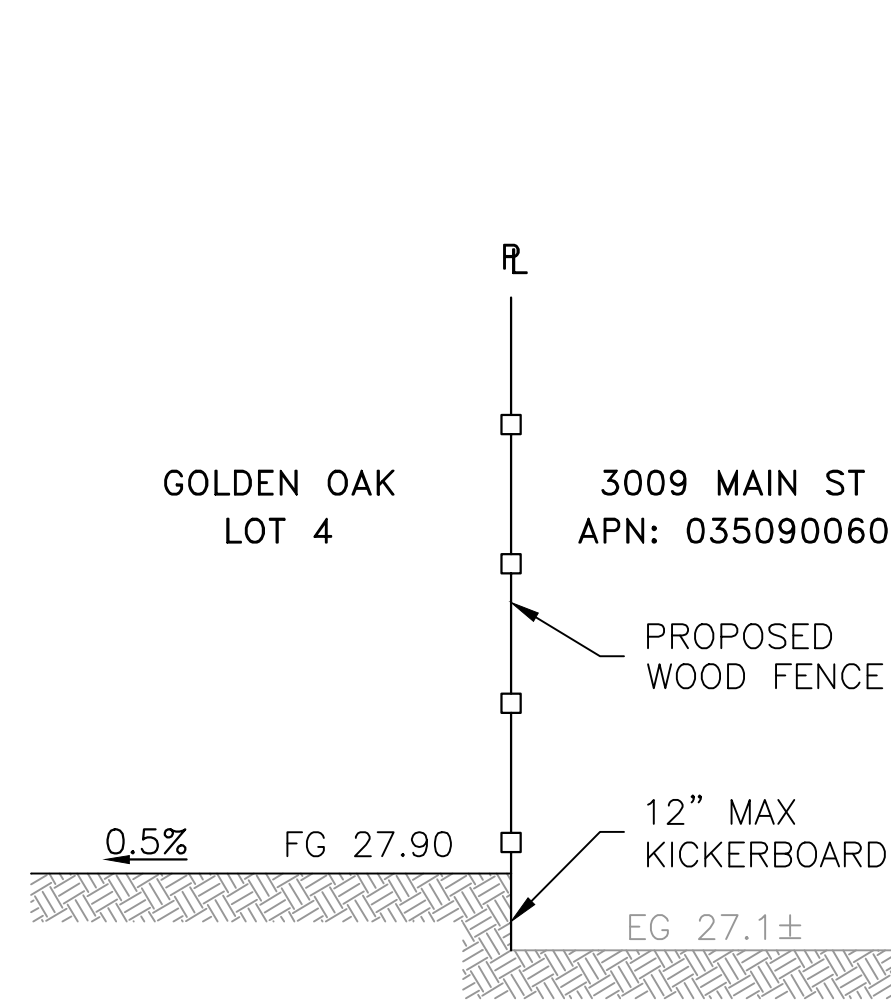 PL
GOLDEN OAK
LOT 4
3009 MAIN ST
APN: 035090060
PROPOSED
WOOD FENCE
12” MAX
KICKERBOARD
0.5%
FG 27.90
EG 27.1±